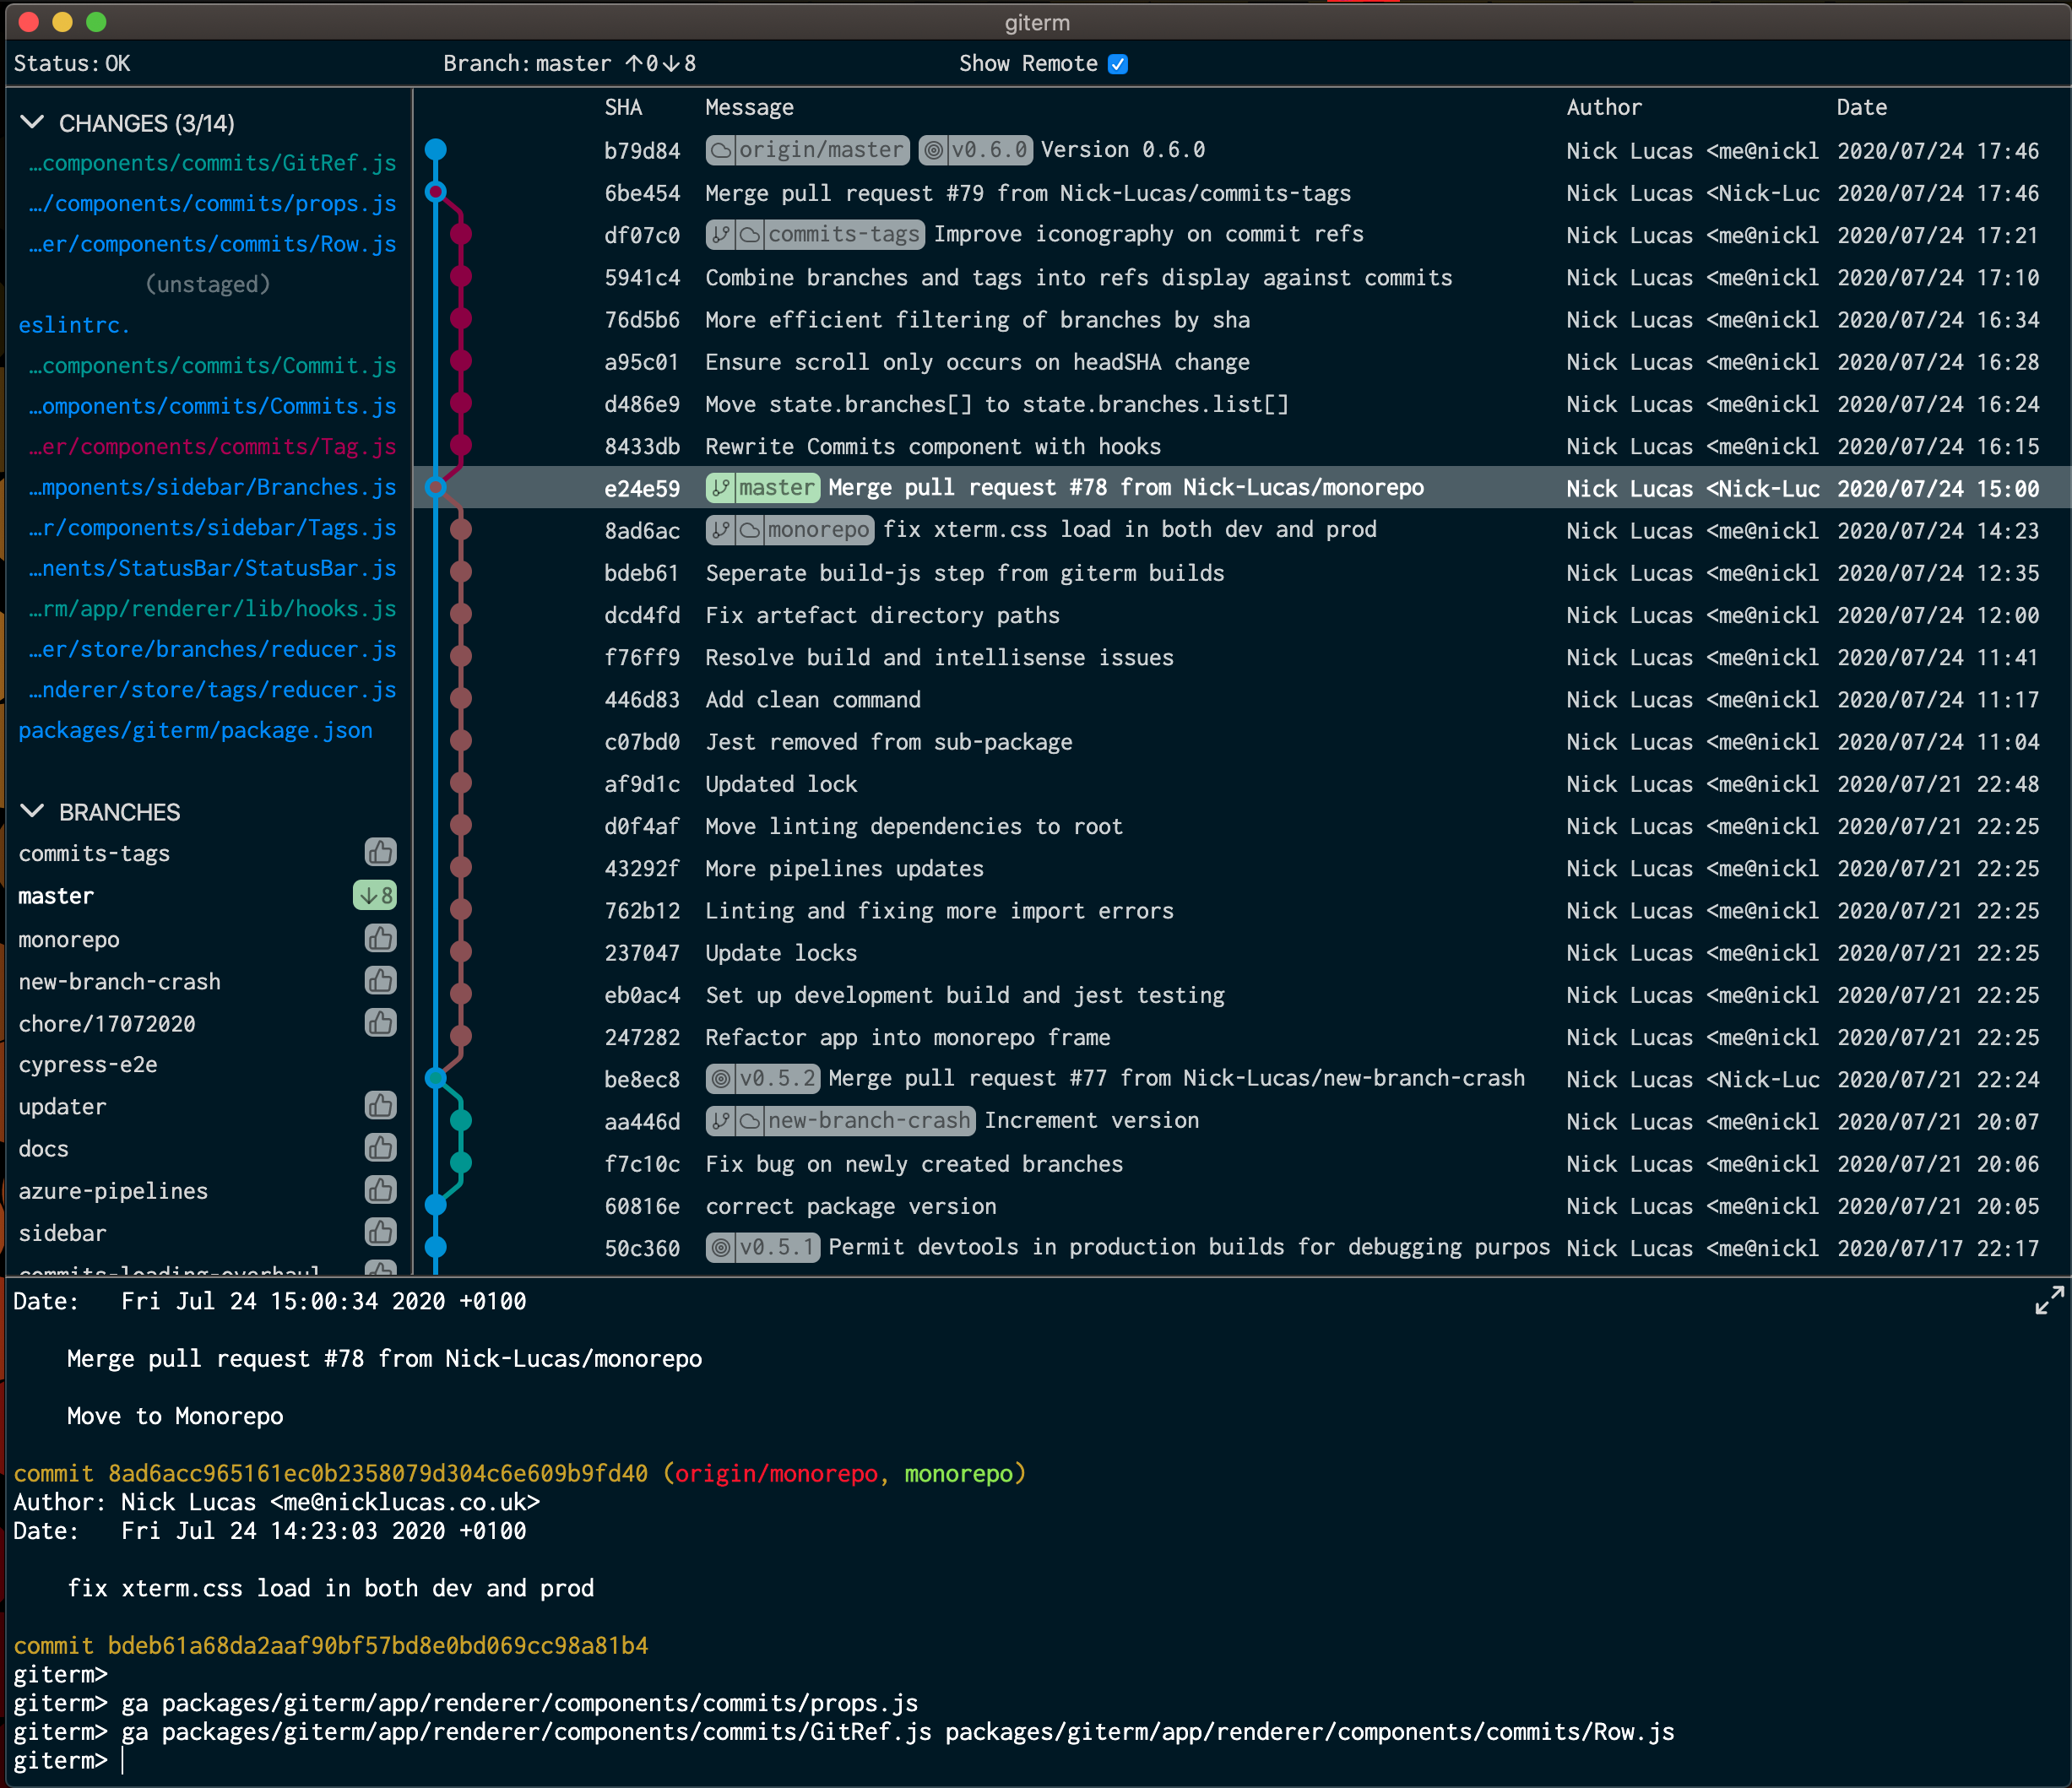 giterm
Status: OK Branch: master ↑0↓8 Show Remote
CHANGES (3/14)
…components/commits/GitRef.js
…/components/commits/props.js
…er/components/commits/Row.js
(unstaged)
eslintrc.
…components/commits/Commit.js
…omponents/commits/Commits.js
…er/components/commits/Tag.js
…mponents/sidebar/Branches.js
…r/components/sidebar/Tags.js
…nents/StatusBar/StatusBar.js
…rm/app/renderer/lib/hooks.js
…er/store/branches/reducer.js
…nderer/store/tags/reducer.js
packages/giterm/package.json
BRANCHES
commits-tags
master ↓8
monorepo
new-branch-crash
chore/17072020
cypress-e2e
updater
docs
azure-pipelines
sidebar
commits-loading-overhaul
SHA Message Author Date
b79d84 origin/master v0.6.0 Version 0.6.0 Nick Lucas <me@nickl 2020/07/24 17:46
6be454 Merge pull request #79 from Nick-Lucas/commits-tags Nick Lucas <Nick-Luc 2020/07/24 17:46
df07c0 commits-tags Improve iconography on commit refs Nick Lucas <me@nickl 2020/07/24 17:21
5941c4 Combine branches and tags into refs display against commits Nick Lucas <me@nickl 2020/07/24 17:10
76d5b6 More efficient filtering of branches by sha Nick Lucas <me@nickl 2020/07/24 16:34
a95c01 Ensure scroll only occurs on headSHA change Nick Lucas <me@nickl 2020/07/24 16:28
d486e9 Move state.branches[] to state.branches.list[] Nick Lucas <me@nickl 2020/07/24 16:24
8433db Rewrite Commits component with hooks Nick Lucas <me@nickl 2020/07/24 16:15
e24e59 master Merge pull request #78 from Nick-Lucas/monorepo Nick Lucas <Nick-Luc 2020/07/24 15:00
8ad6ac monorepo fix xterm.css load in both dev and prod Nick Lucas <me@nickl 2020/07/24 14:23
bdeb61 Seperate build-js step from giterm builds Nick Lucas <me@nickl 2020/07/24 12:35
dcd4fd Fix artefact directory paths Nick Lucas <me@nickl 2020/07/24 12:00
f76ff9 Resolve build and intellisense issues Nick Lucas <me@nickl 2020/07/24 11:41
446d83 Add clean command Nick Lucas <me@nickl 2020/07/24 11:17
c07bd0 Jest removed from sub-package Nick Lucas <me@nickl 2020/07/24 11:04
af9d1c Updated lock Nick Lucas <me@nickl 2020/07/21 22:48
d0f4af Move linting dependencies to root Nick Lucas <me@nickl 2020/07/21 22:25
43292f More pipelines updates Nick Lucas <me@nickl 2020/07/21 22:25
762b12 Linting and fixing more import errors Nick Lucas <me@nickl 2020/07/21 22:25
237047 Update locks Nick Lucas <me@nickl 2020/07/21 22:25
eb0ac4 Set up development build and jest testing Nick Lucas <me@nickl 2020/07/21 22:25
247282 Refactor app into monorepo frame Nick Lucas <me@nickl 2020/07/21 22:25
be8ec8 v0.5.2 Merge pull request #77 from Nick-Lucas/new-branch-crash Nick Lucas <Nick-Luc 2020/07/21 22:24
aa446d new-branch-crash Increment version Nick Lucas <me@nickl 2020/07/21 20:07
f7c10c Fix bug on newly created branches Nick Lucas <me@nickl 2020/07/21 20:06
60816e correct package version Nick Lucas <me@nickl 2020/07/21 20:05
50c360 v0.5.1 Permit devtools in production builds for debugging purpos Nick Lucas <me@nickl 2020/07/17 22:17
Date: Fri Jul 24 15:00:34 2020 +0100
Merge pull request #78 from Nick-Lucas/monorepo
Move to Monorepo
commit 8ad6acc965161ec0b2358079d304c6e609b9fd40 (origin/monorepo, monorepo)
Author: Nick Lucas <me@nicklucas.co.uk>
Date: Fri Jul 24 14:23:03 2020 +0100
fix xterm.css load in both dev and prod
commit bdeb61a68da2aaf90bf57bd8e0bd069cc98a81b4
giterm>
giterm> ga packages/giterm/app/renderer/components/commits/props.js
giterm> ga packages/giterm/app/renderer/components/commits/GitRef.js packages/giterm/app/renderer/components/commits/Row.js
giterm>